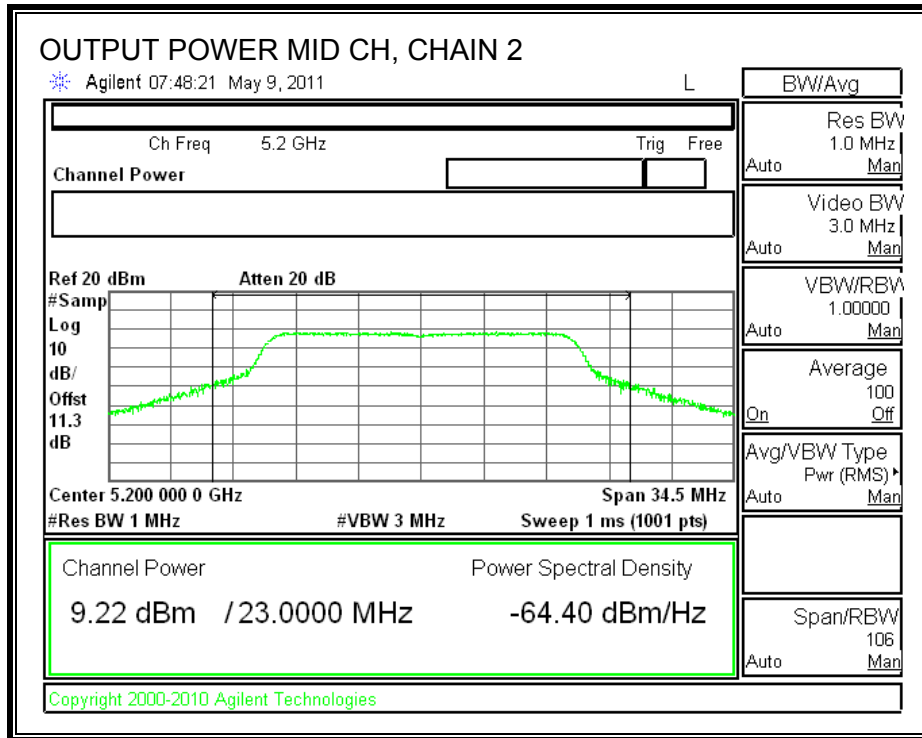 OUTPUT POWER MID CH, CHAIN 2
Agilent 07:48:21 May 9, 2011 L
BW/Avg
Ch Freq 5.2 GHz Trig Free
Channel Power
Res BW
1.0 MHz
Auto Man
Video BW
3.0 MHz
Auto Man
VBW/RBW
1.00000
Auto Man
Average
100
On Off
Avg/VBW Type
Pwr (RMS)
Auto Man
Span/RBW
106
Auto Man
Ref 20 dBm Atten 20 dB
#Samp
Log
10
dB/
Offst
11.3
dB
Center 5.200 000 0 GHz Span 34.5 MHz
#Res BW 1 MHz #VBW 3 MHz Sweep 1 ms (1001 pts)
Channel Power Power Spectral Density
9.22 dBm / 23.0000 MHz -64.40 dBm/Hz
Copyright 2000-2010 Agilent Technologies